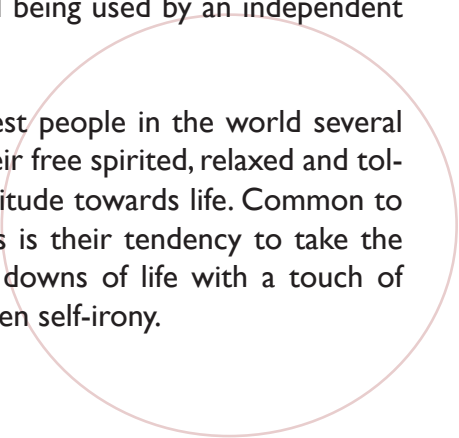 being used by an independent
est people in the world several
eir free spirited, relaxed and tol-
itude towards life. Common to
s is their tendency to take the
downs of life with a touch of
en self-irony.